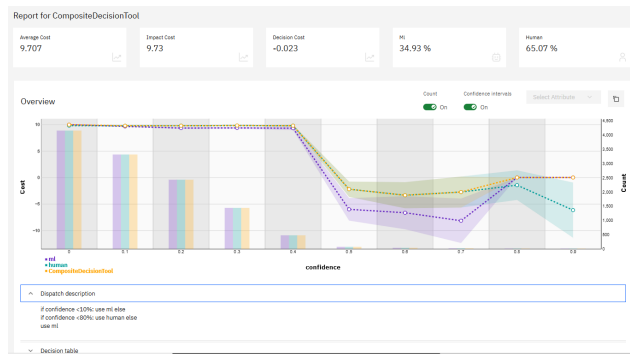 Report for CompositeDecisionTool
Average Cost
9.707
Impact Cost
9.73
Decision Cost
-0.023
Ml
34.93 %
Human
65.07 %
Overview
Count
On
Confidence intervals
On
Select Attribute
Cost
10
5
0
-5
-10
4,500
4,000
3,500
3,000
2,500
2,000
1,500
1,000
500
0
Count
0
0.1
0.2
0.3
0.4
0.5
0.6
0.7
0.8
0.9
confidence
ml
human
CompositeDecisionTool
Dispatch description
if confidence <10%: use ml else
if confidence <80%: use human else
use ml
Decision table